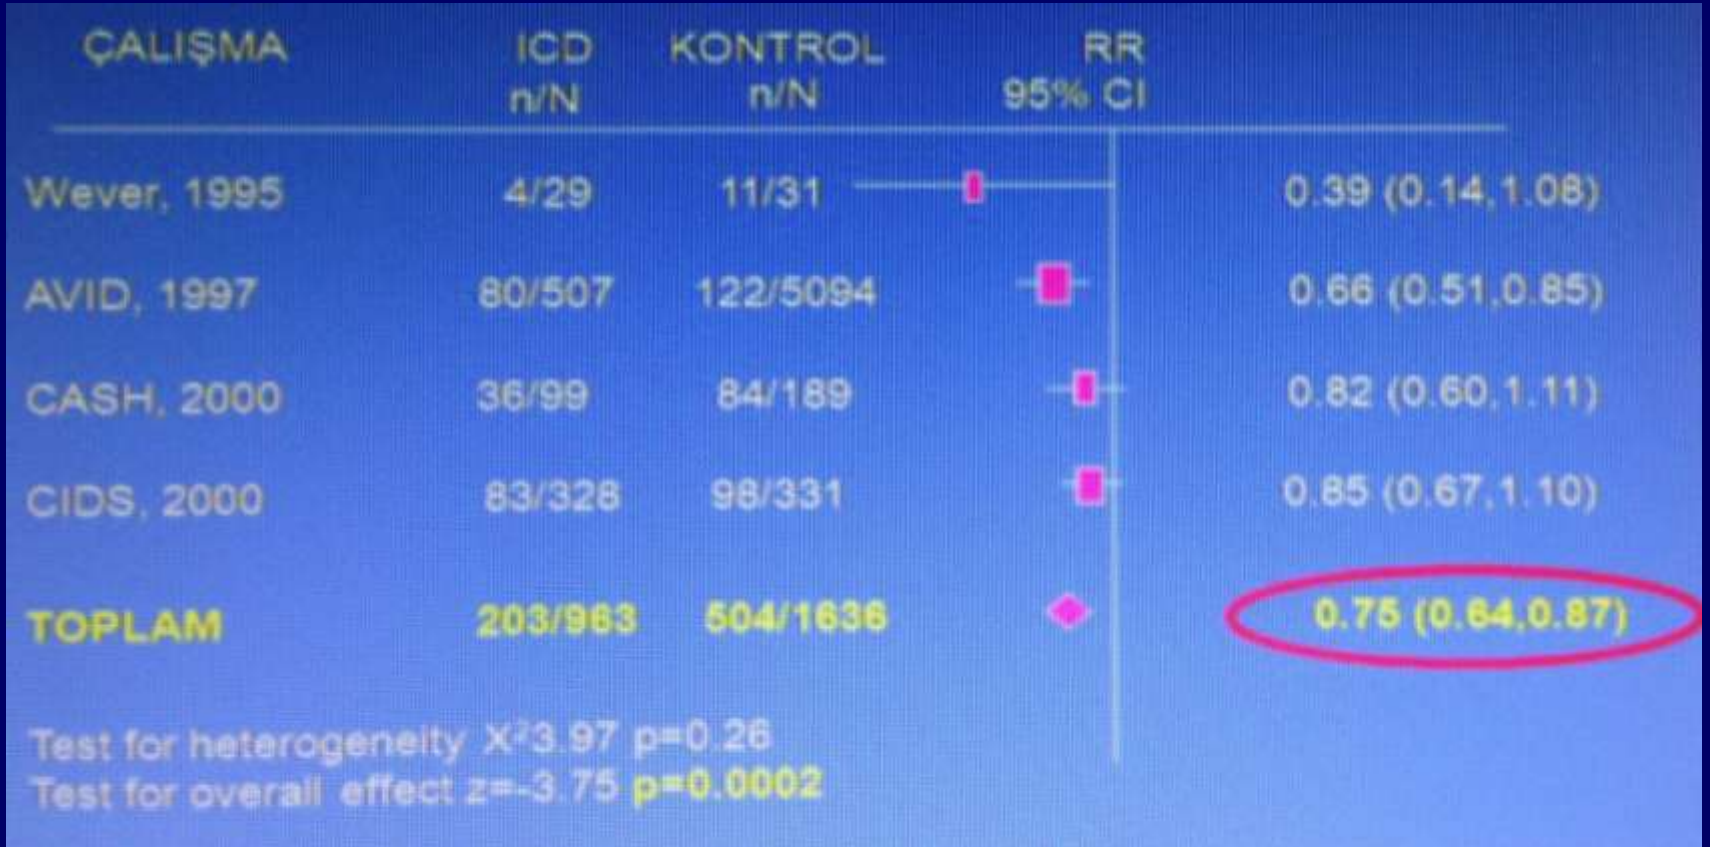 ÇALIŞMA ICD KONTROL RR
n/N n/N 95% CI
Wever, 1995 4/29 11/31 0.39 (0.14,1.08)
AVID, 1997 80/507 122/5094 0.66 (0.51,0.85)
CASH, 2000 36/99 84/189 0.82 (0.60,1.11)
CIDS, 2000 83/328 98/331 0.85 (0.67,1.10)
TOPLAM 203/963 504/1636 0.75 (0.64,0.87)
Test for heterogeneity X²3.97 p=0.26
Test for overall effect z=-3.75 p=0.0002